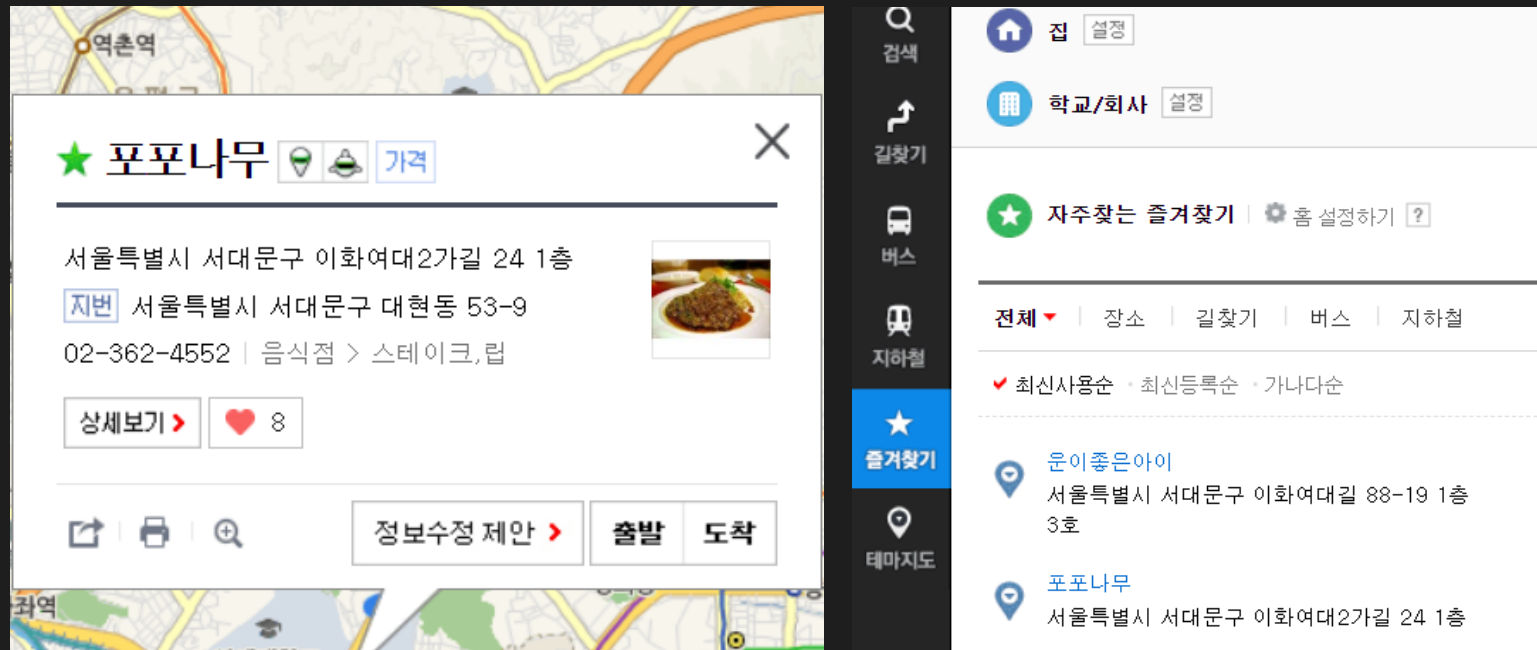 역촌역
포포나무 가격
서울특별시 서대문구 이화여대2가길 24 1층
지번 서울특별시 서대문구 대현동 53-9
02-362-4552 | 음식점 > 스테이크,립
상세보기 > 8
정보수정 제안 > 출발 도착
좌역
검색
길찾기
버스
지하철
즐겨찾기
테마지도
집 설정
학교/회사 설정
자주찾는 즐겨찾기 | 홈 설정하기 ?
전체 | 장소 | 길찾기 | 버스 | 지하철
최신사용순 · 최신등록순 · 가나다순
운이좋은아이
서울특별시 서대문구 이화여대길 88-19 1층
3호
포포나무
서울특별시 서대문구 이화여대2가길 24 1층